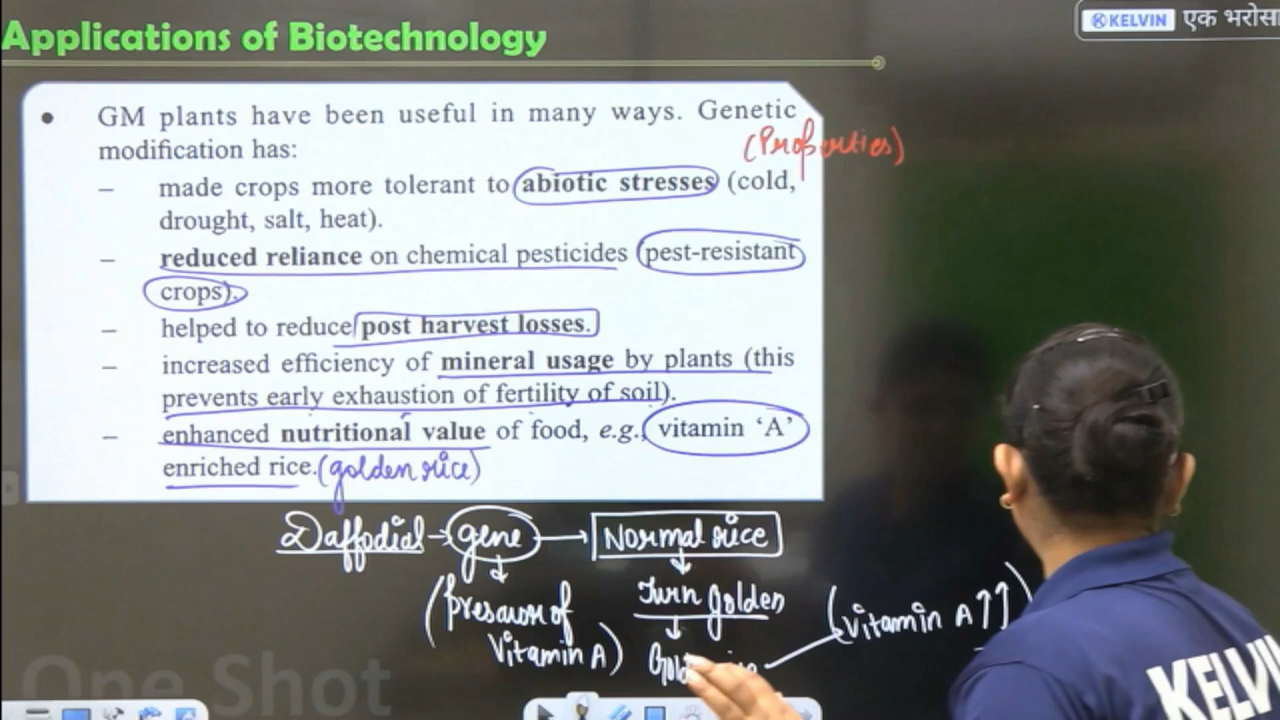 Applications of Biotechnology
KELVIN एक भरोसा
• GM plants have been useful in many ways. Genetic
modification has:
(Properties)
– made crops more tolerant to abiotic stresses (cold,
drought, salt, heat).
– reduced reliance on chemical pesticides (pest-resistant
crops).
– helped to reduce post harvest losses.
– increased efficiency of mineral usage by plants (this
prevents early exhaustion of fertility of soil).
– enhanced nutritional value of food, e.g., vitamin ‘A’
enriched rice. (golden rice)
Daffodial → gene → Normal rice
(presausor of
Vitamin A)
Turn golden
(vitamin A ↑↑)
One Shot
KELVI